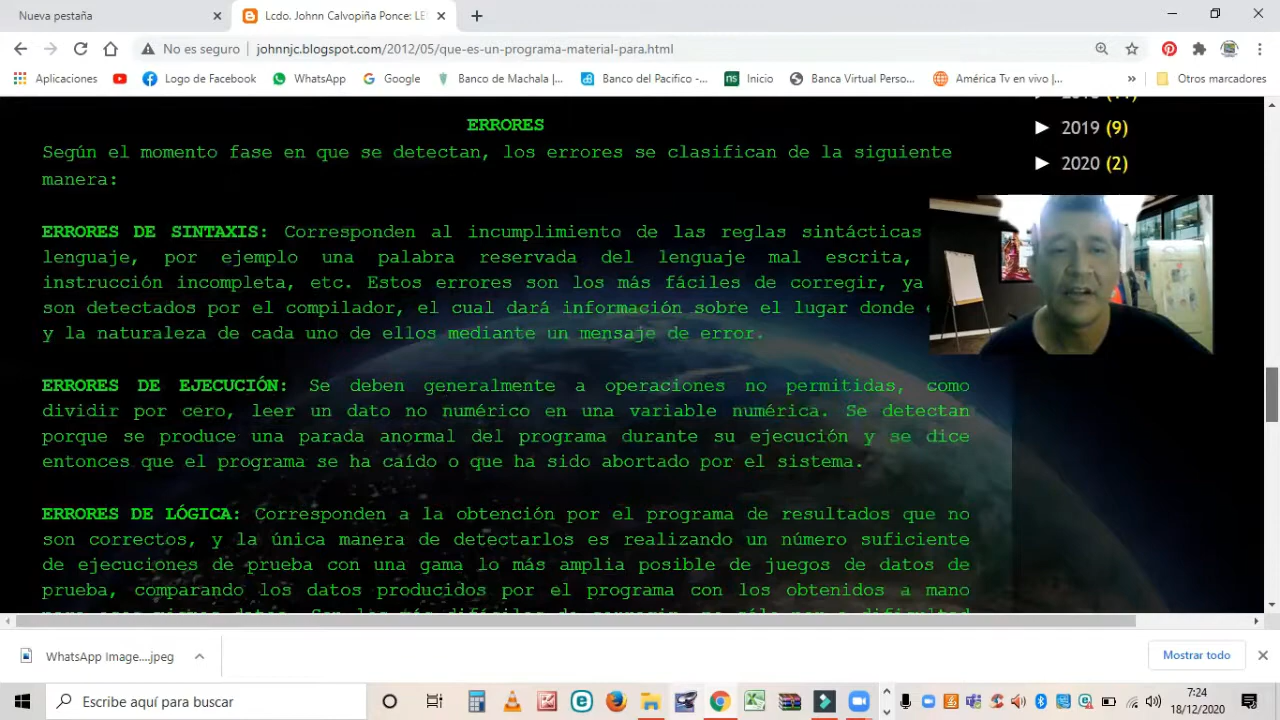 Nueva pestaña
Lcdo. Johnn Calvopiña Ponce: LE
No es seguro
johnnjc.blogspot.com/2012/05/que-es-un-programa-material-para.html
Aplicaciones
Logo de Facebook
WhatsApp
Google
Banco de Machala |...
Banco del Pacifico -...
Inicio
Banca Virtual Perso...
América Tv en vivo |...
»
Otros marcadores
2019 (9)
2020 (2)
ERRORES
Según el momento fase en que se detectan, los errores se clasifican de la siguiente
manera:
ERRORES DE SINTAXIS: Corresponden al incumplimiento de las reglas sintácticas
lenguaje, por ejemplo una palabra reservada del lenguaje mal escrita,
instrucción incompleta, etc. Estos errores son los más fáciles de corregir, ya
son detectados por el compilador, el cual dará información sobre el lugar donde
y la naturaleza de cada uno de ellos mediante un mensaje de error.
ERRORES DE EJECUCIÓN: Se deben generalmente a operaciones no permitidas, como
dividir por cero, leer un dato no numérico en una variable numérica. Se detectan
porque se produce una parada anormal del programa durante su ejecución y se dice
entonces que el programa se ha caído o que ha sido abortado por el sistema.
ERRORES DE LÓGICA: Corresponden a la obtención por el programa de resultados que no
son correctos, y la única manera de detectarlos es realizando un número suficiente
de ejecuciones de prueba con una gama lo más amplia posible de juegos de datos de
prueba, comparando los datos producidos por el programa con los obtenidos a mano
WhatsApp Image....jpeg
Mostrar todo
Escribe aquí para buscar
7:24
18/12/2020